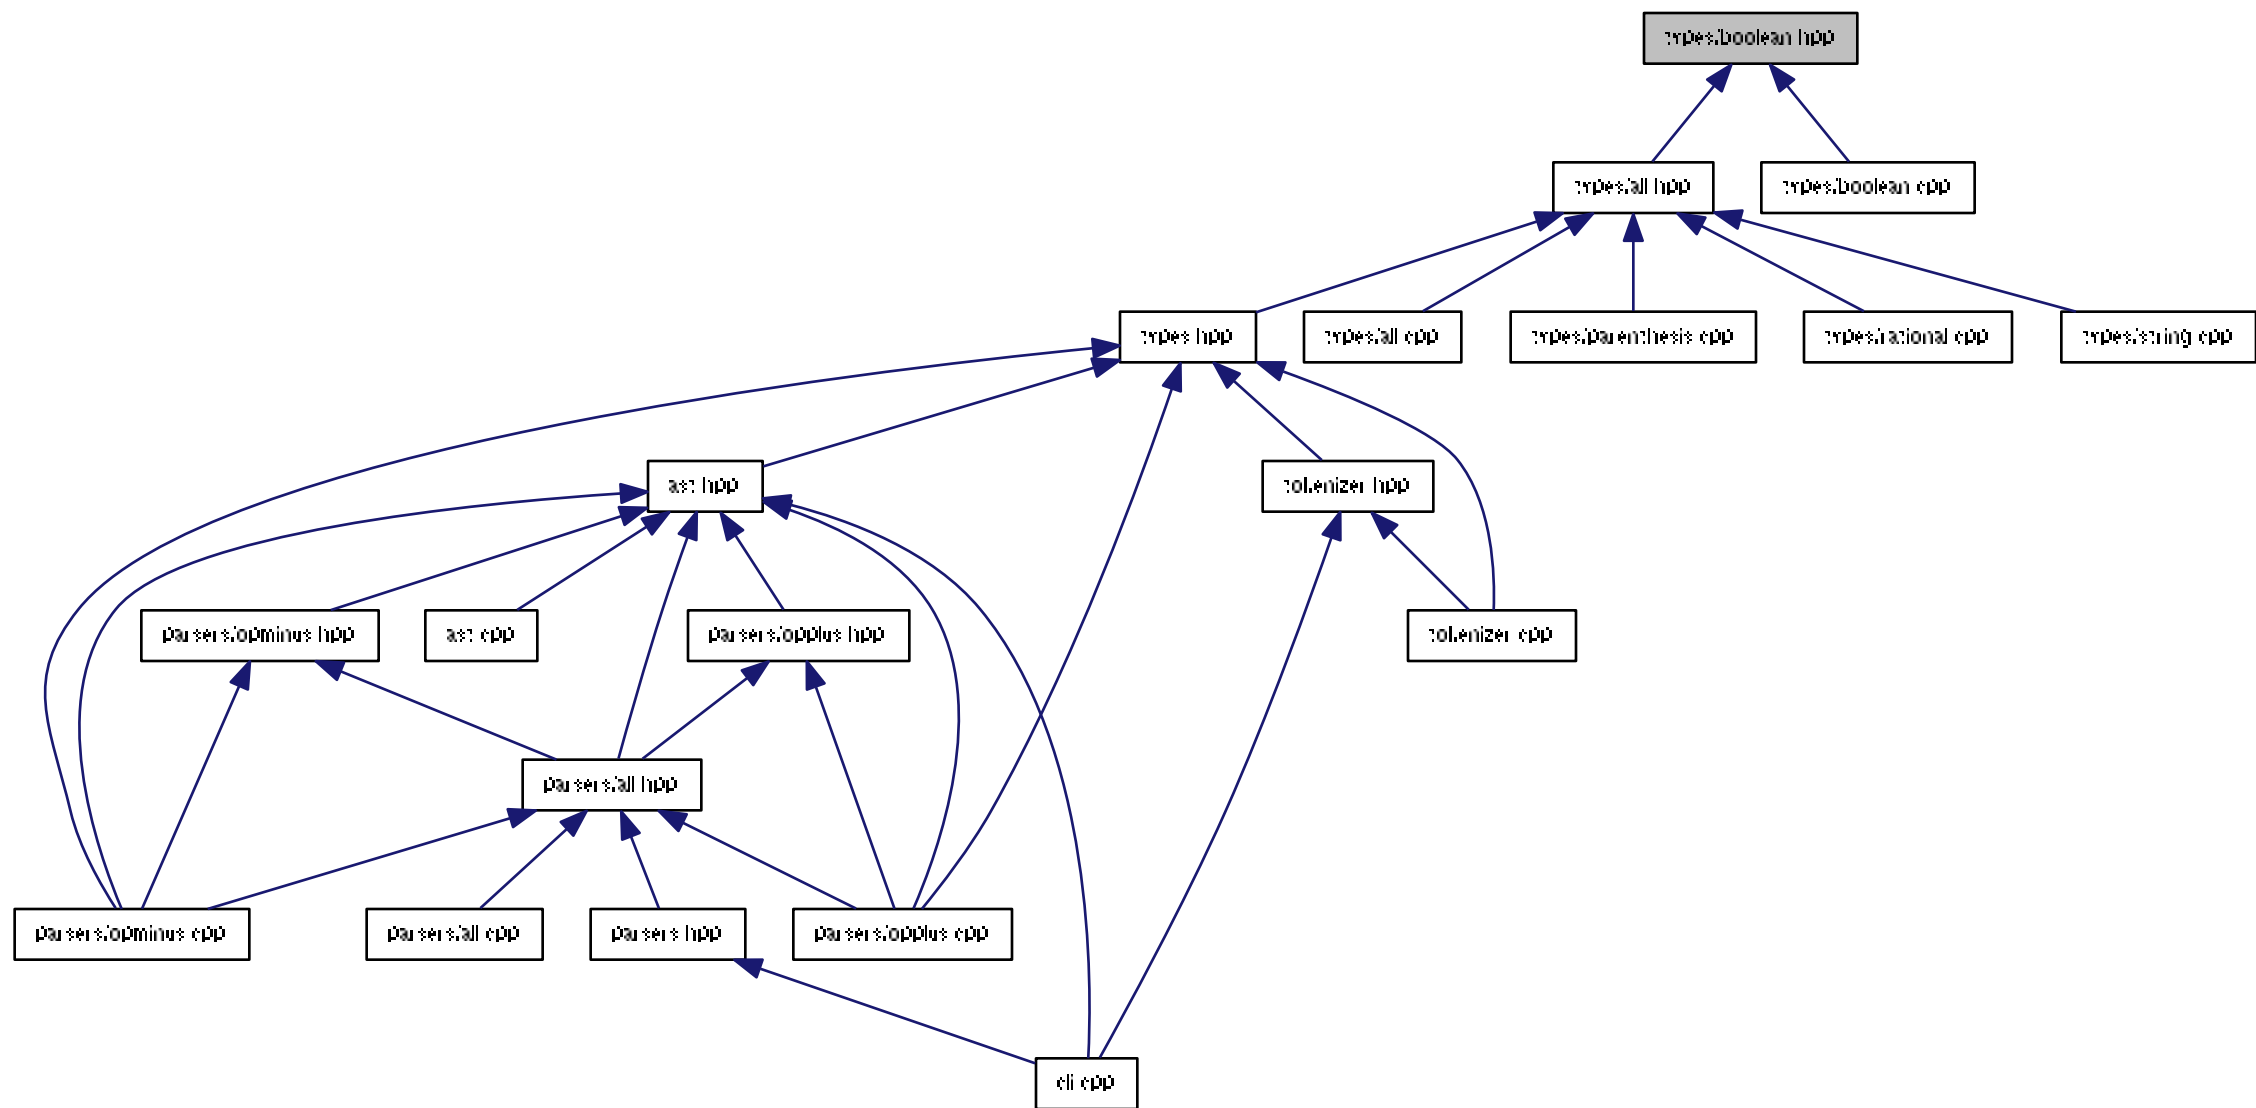 types/boolean.hpp
types/all.hpp
types/boolean.cpp
types.hpp
types/all.cpp
types/parenthesis.cpp
types/rational.cpp
types/string.cpp
ast.hpp
tokenizer.hpp
parsers/opminus.hpp
ast.cpp
parsers/opplus.hpp
tokenizer.cpp
parsers/all.hpp
parsers/opminus.cpp
parsers/all.cpp
parsers.hpp
parsers/opplus.cpp
cli.cpp